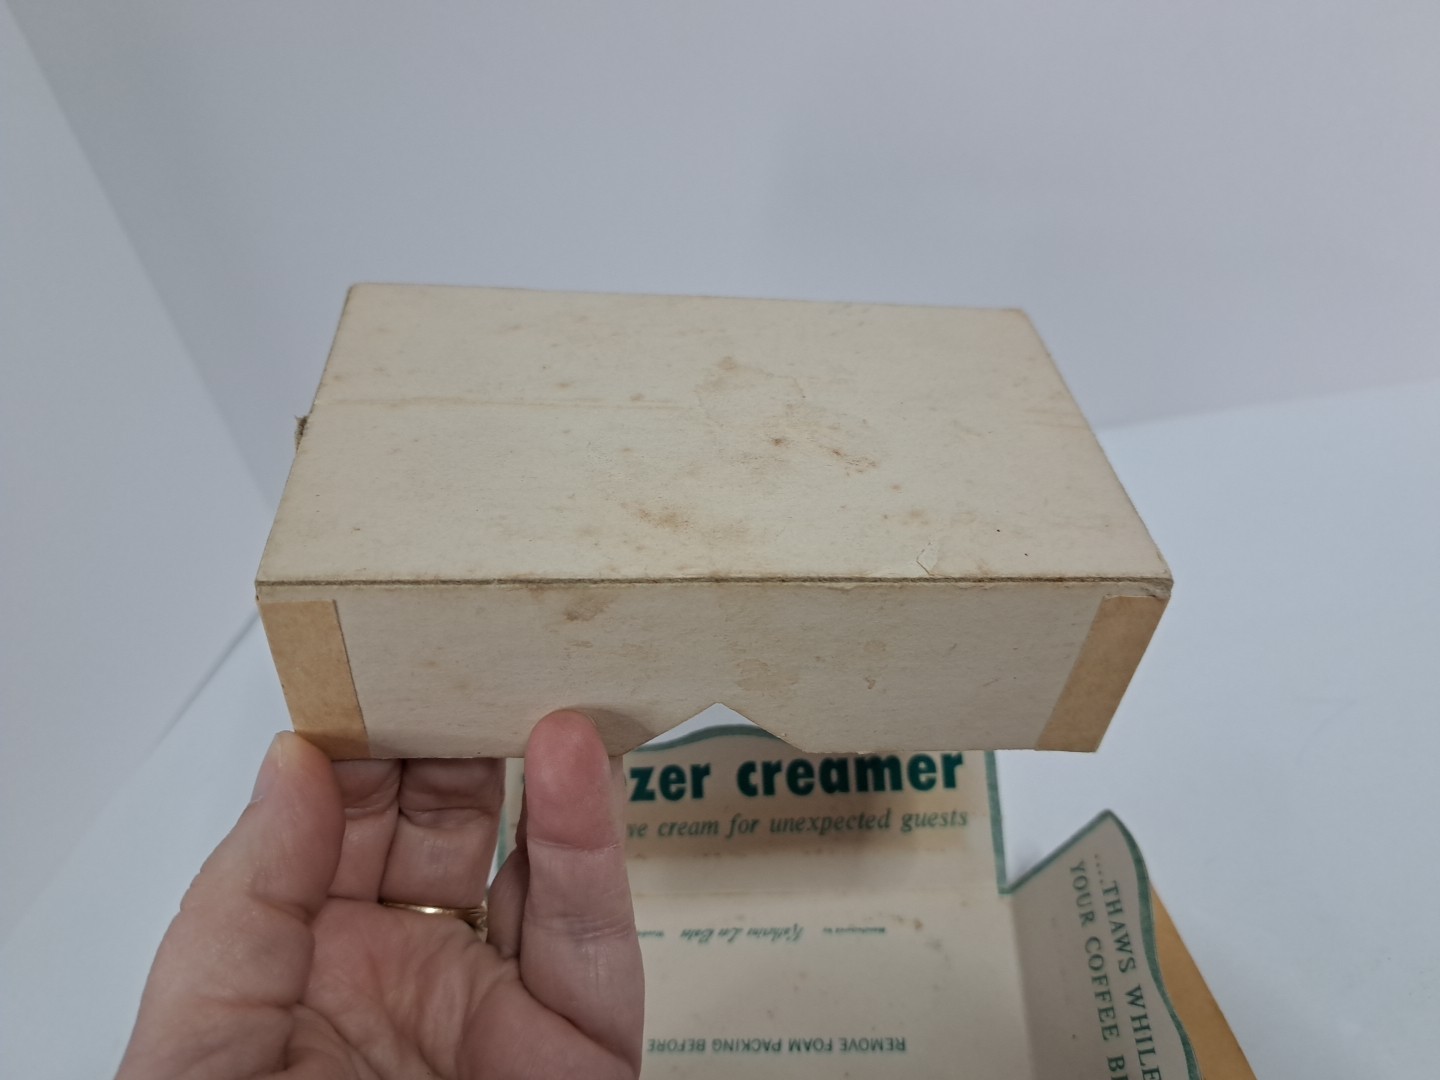 zer creamer
ve cream for unexpected guests
....THAWS WHILE
YOUR COFFEE B
REMOVE FOAM PACKING BEFORE